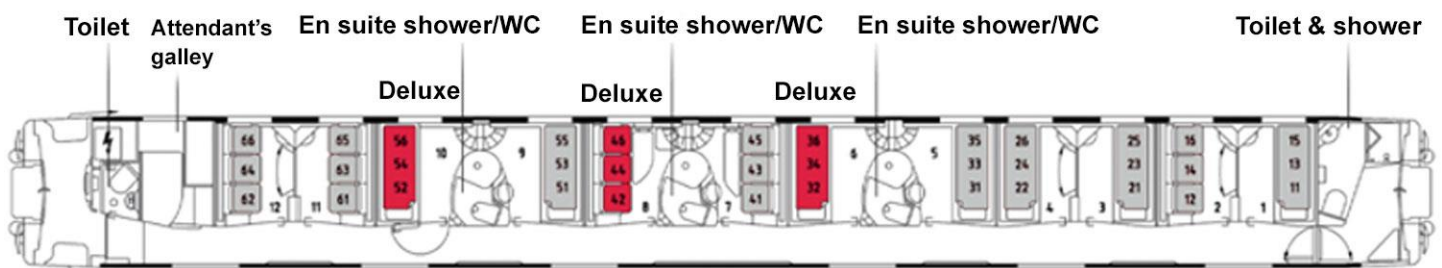 Toilet
Attendant's
galley
En suite shower/WC
En suite shower/WC
En suite shower/WC
Toilet & shower
Deluxe
Deluxe
Deluxe
66 65 56 55 46 45 36 35 26 25 16 15
64 63 54 53 44 43 34 33 24 23 14 13
62 61 52 51 42 41 32 31 22 21 12 11
12 11 10 9 8 7 6 5 4 3 2 1